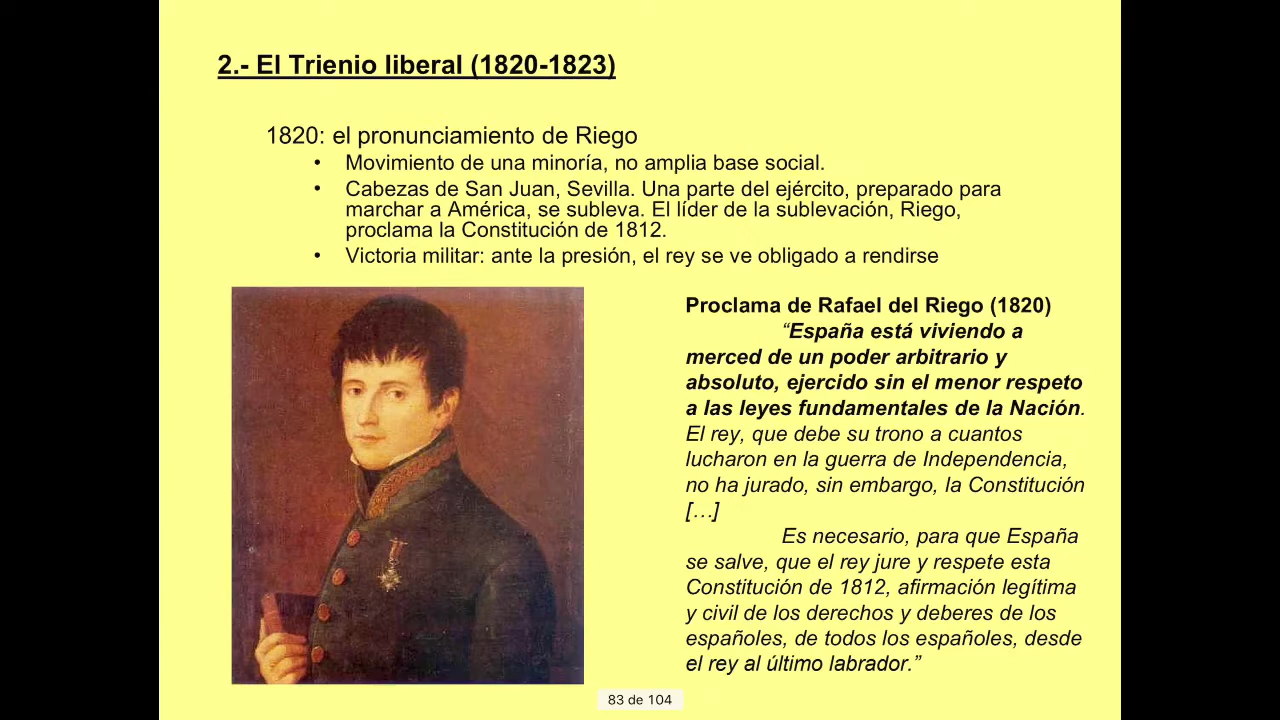 2.- El Trienio liberal (1820-1823)
1820: el pronunciamiento de Riego
• Movimiento de una minoría, no amplia base social.
• Cabezas de San Juan, Sevilla. Una parte del ejército, preparado para
marchar a América, se subleva. El líder de la sublevación, Riego,
proclama la Constitución de 1812.
• Victoria militar: ante la presión, el rey se ve obligado a rendirse
Proclama de Rafael del Riego (1820)
“España está viviendo a
merced de un poder arbitrario y
absoluto, ejercido sin el menor respeto
a las leyes fundamentales de la Nación.
El rey, que debe su trono a cuantos
lucharon en la guerra de Independencia,
no ha jurado, sin embargo, la Constitución
[…]
Es necesario, para que España
se salve, que el rey jure y respete esta
Constitución de 1812, afirmación legítima
y civil de los derechos y deberes de los
españoles, de todos los españoles, desde
el rey al último labrador.”
83 de 104